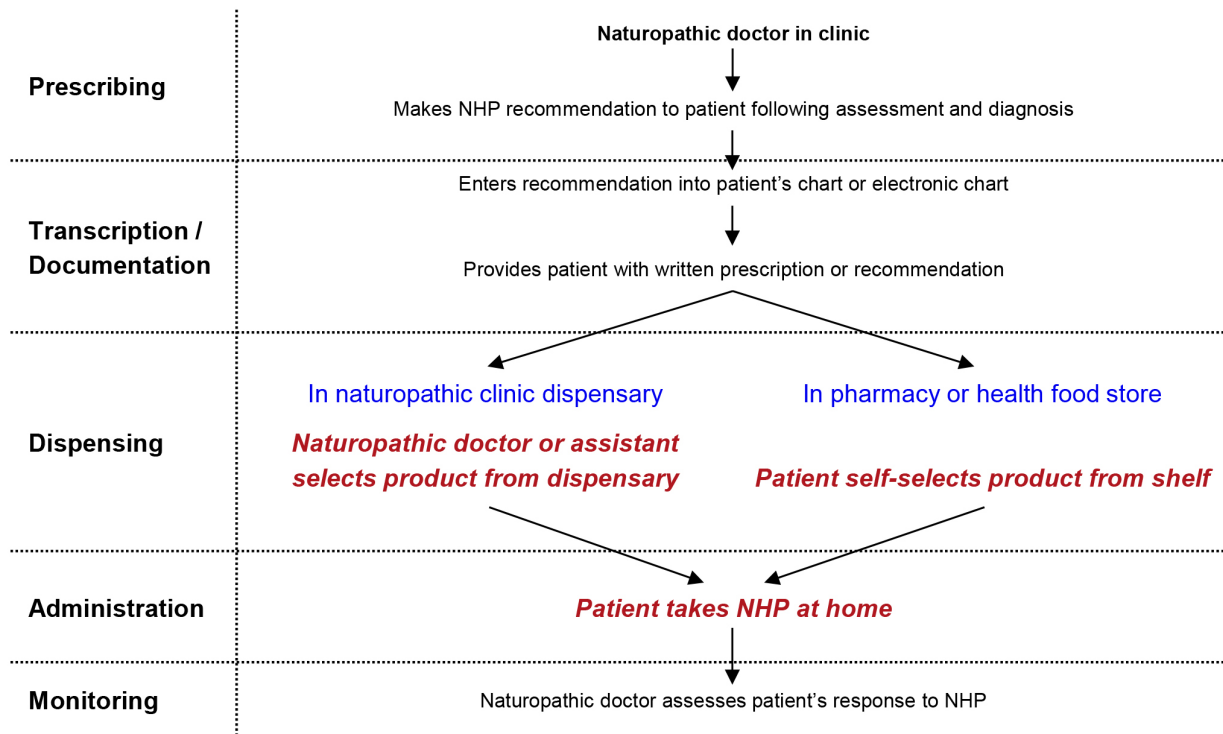 Naturopathic doctor in clinic
Prescribing
Makes NHP recommendation to patient following assessment and diagnosis
Enters recommendation into patient's chart or electronic chart
Transcription /
Documentation
Provides patient with written prescription or recommendation
In naturopathic clinic dispensary
In pharmacy or health food store
Dispensing
Naturopathic doctor or assistant
selects product from dispensary
Patient self-selects product from shelf
Administration
Patient takes NHP at home
Monitoring
Naturopathic doctor assesses patient's response to NHP